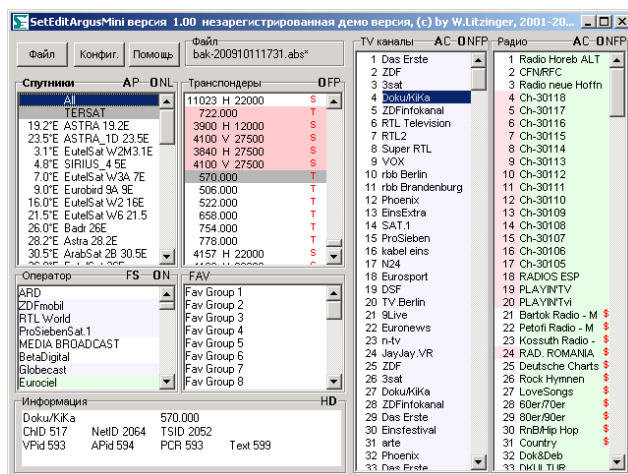 SetEditArgusMini версия 1.00 незарегистрированная демо версия, (c) by W.Litzinger, 2001-20...
Файл Конфиг. Помощь
Файл
bak-200910111731.abs*
Спутники AP ONL
All
TERSAT
19.2°E ASTRA 19.2E
23.5°E ASTRA_1D 23.5E
3.1°E EutelSat W2M3.1E
4.8°E SIRIUS_4 5E
7.0°E EutelSat W3A 7E
9.0°E Eurobird 9A 9E
16.0°E EutelSat W2 16E
21.5°E EutelSat W6 21.5
26.0°E Badr 26E
28.2°E Astra 28.2E
30.5°E ArabSat 2B 30.5E
Транспондеры OFP
11023 H 22000 S
722.000 T
3900 H 12000 S
4100 V 27500 S
3840 H 27500 S
4100 V 27500 S
570.000 T
506.000 T
522.000 T
658.000 T
754.000 T
778.000 T
4157 H 22000 S
Оператор FS ON
ARD
ZDFmobil
RTL World
ProSiebenSat.1
MEDIA BROADCAST
BetaDigital
Globecast
Eurociel
FAV
Fav Group 1
Fav Group 2
Fav Group 3
Fav Group 4
Fav Group 5
Fav Group 6
Fav Group 7
Fav Group 8
Информация HD
Doku/KiKa 570.000
ChID 517 NetID 2064 TSID 2052
VPid 593 APid 594 PCR 593 Text 599
TV каналы AC ONFP
1 Das Erste
2 ZDF
3 3sat
4 Doku/KiKa
5 ZDFinfokanal
6 RTL Television
7 RTL2
8 Super RTL
9 VOX
10 rbb Berlin
11 rbb Brandenburg
12 Phoenix
13 EinsExtra
14 SAT.1
15 ProSieben
16 kabel eins
17 N24
18 Eurosport
19 DSF
20 TV.Berlin
21 9Live
22 Euronews
23 n-tv
24 JayJay.VR
25 ZDF
26 3sat
27 Doku/KiKa
28 ZDFinfokanal
29 Das Erste
30 Einsfestival
31 arte
32 Phoenix
33 Das Erste
Радио AC ONFP
1 Radio Horeb ALT
2 CFN/RFC
3 Radio neue Hoffn
4 Ch-30118
5 Ch-30117
6 Ch-30116
7 Ch-30115
8 Ch-30114
9 Ch-30113
10 Ch-30112
11 Ch-30111
12 Ch-30110
13 Ch-30109
14 Ch-30108
15 Ch-30107
16 Ch-30106
17 Ch-30105
18 RADIOS ESP
19 PLAYIN'TV
20 PLAYIN'TVi
21 Bartok Radio - M $
22 Petofi Radio - M $
23 Kossuth Radio - $
24 RAD. ROMANIA $
25 Deutsche Charts $
26 Rock Hymnen $
27 LoveSongs $
28 60er/70er $
29 80er/90er $
30 RnB/Hip Hop $
31 Country $
32 Dok&Deb
33 DKULTUR